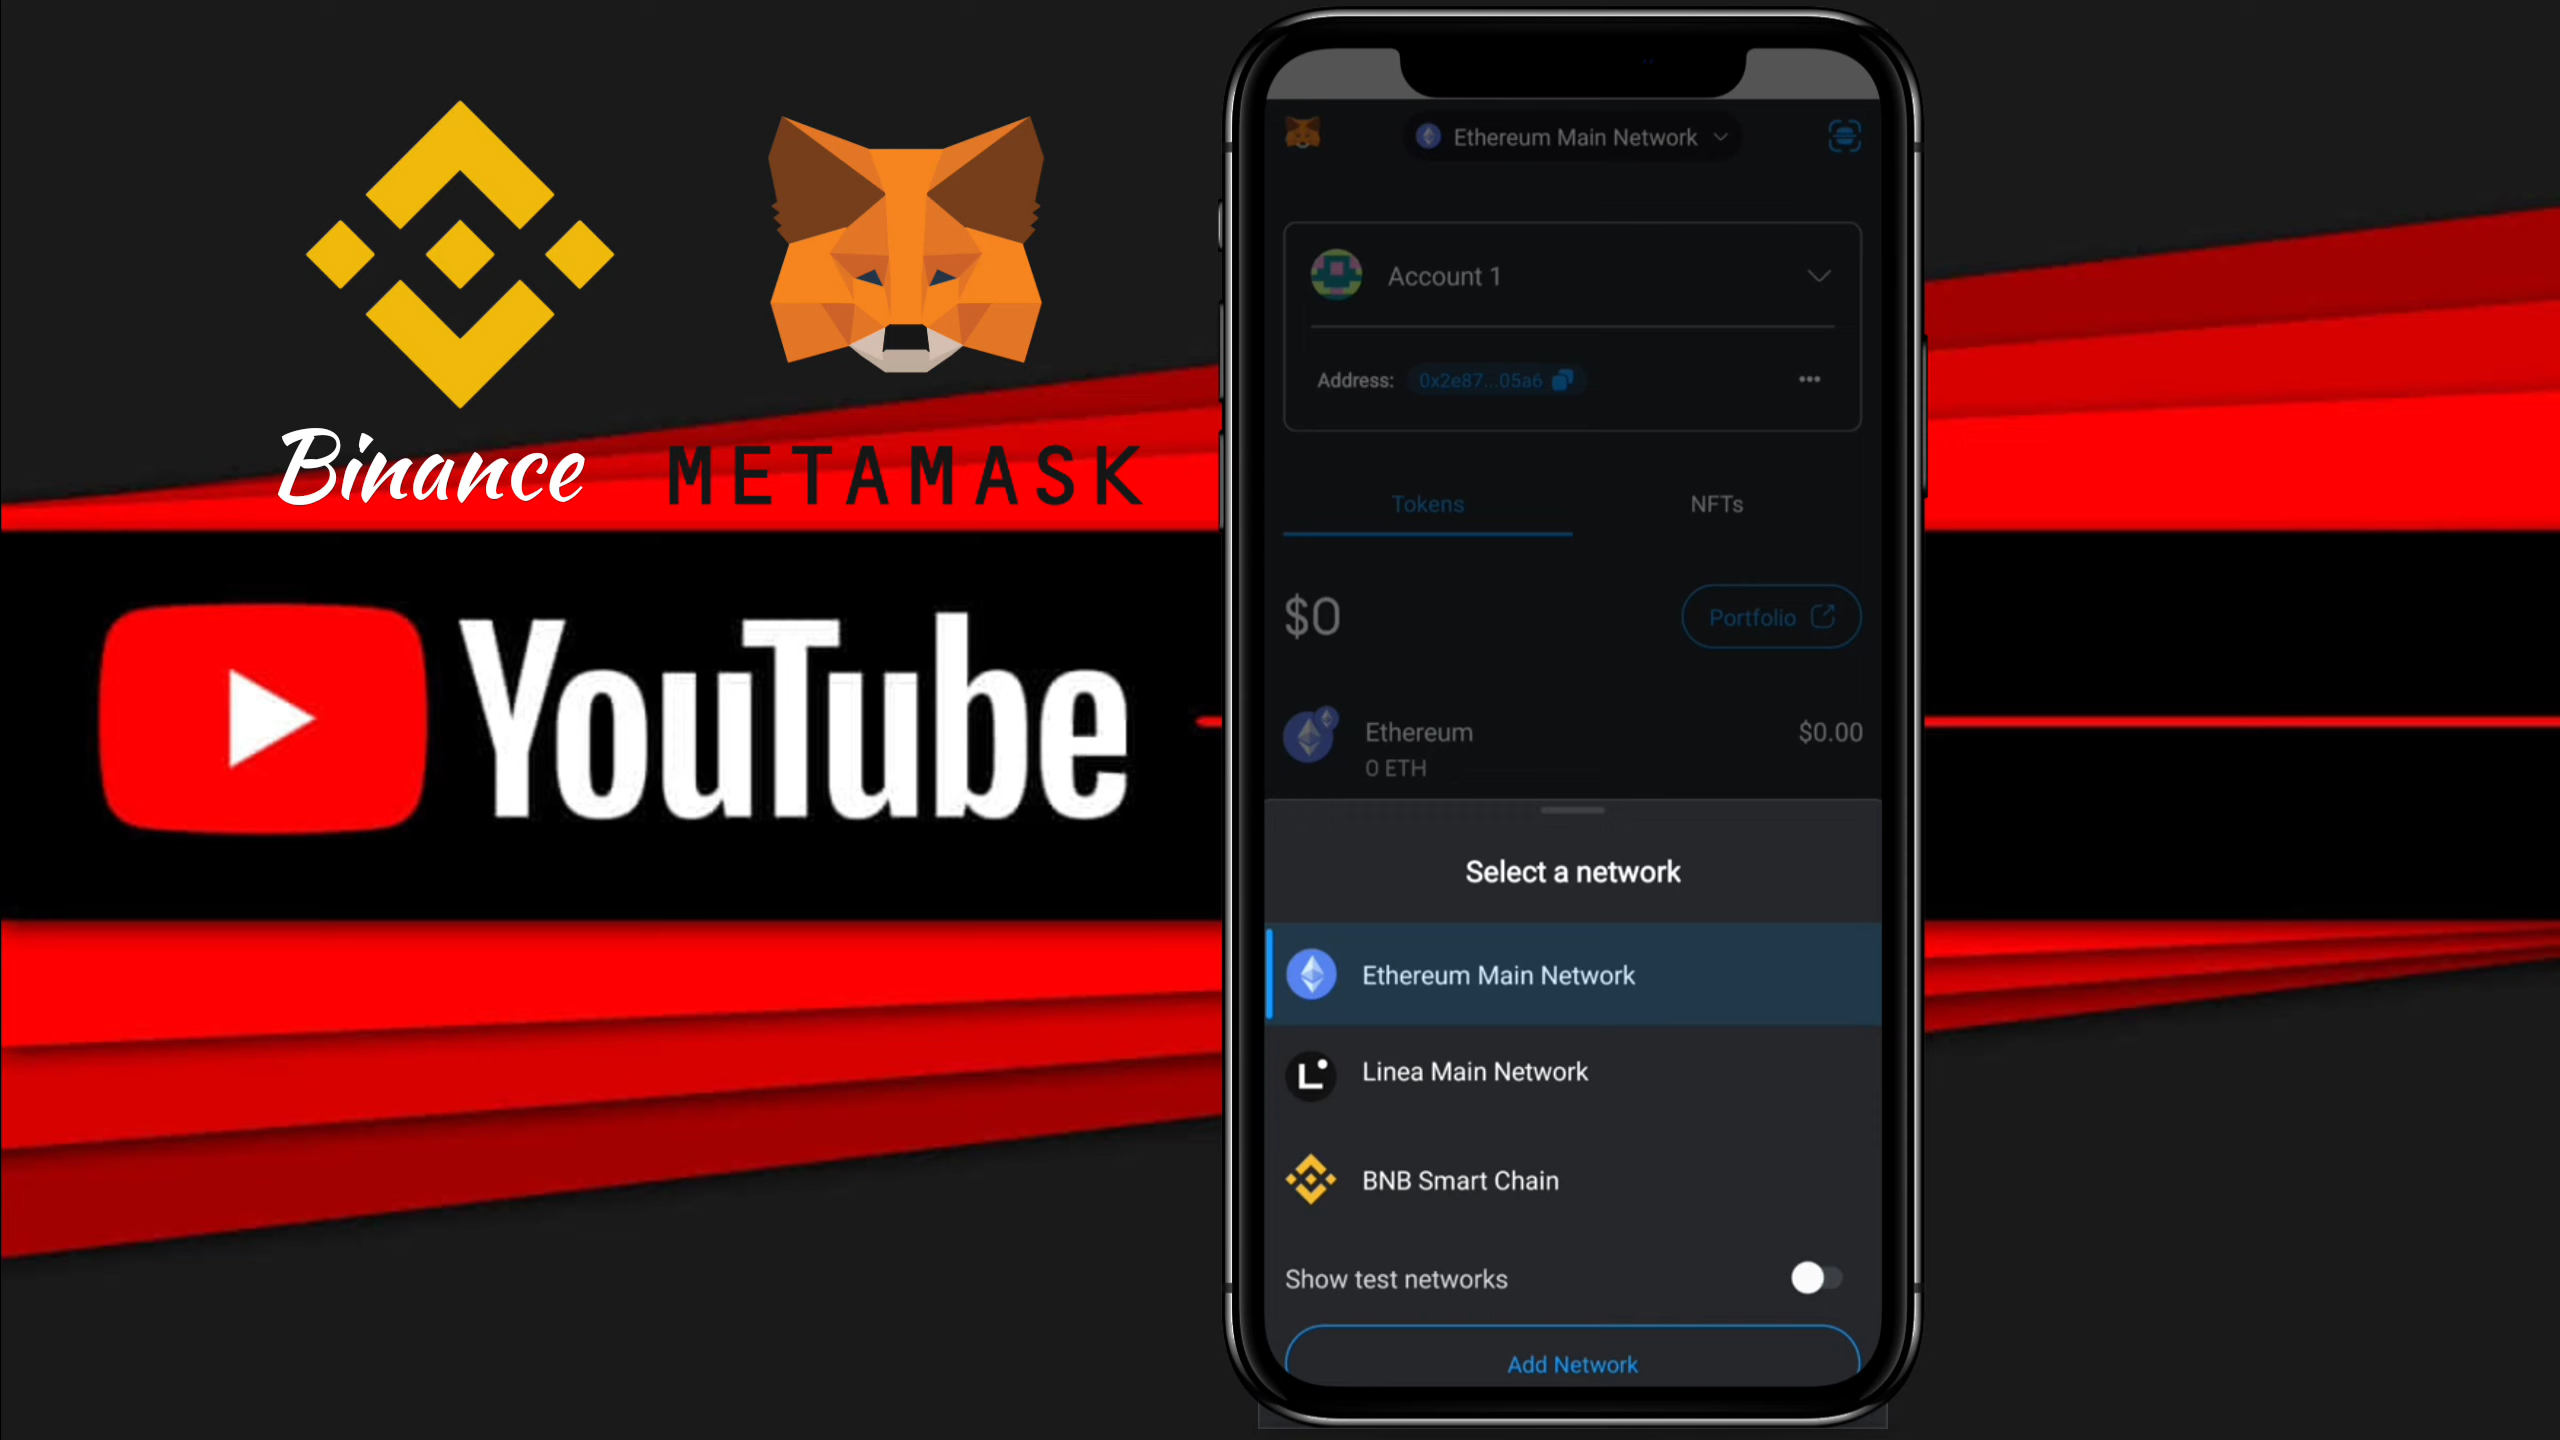 Binance
METAMASK
YouTube
Ethereum Main Network
Account 1
Address: 0x2e87...05a6
Tokens
NFTs
$0
Portfolio
Ethereum
$0.00
0 ETH
Select a network
Ethereum Main Network
Linea Main Network
BNB Smart Chain
Show test networks
Add Network